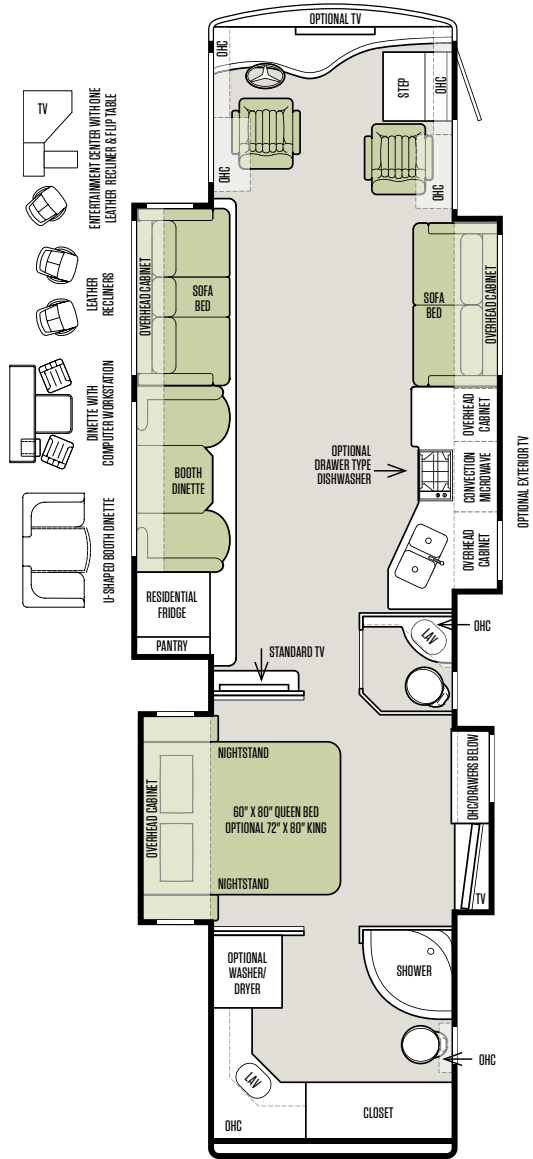 OPTIONAL TV
OHC
STEP
OHC
OHC
OHC
TV
ENTERTAINMENT CENTER WITH ONE
LEATHER RECLINER & FLIP TABLE
LEATHER
RECLINERS
DINETTE WITH
COMPUTER WORKSTATION
U-SHAPED BOOTH DINETTE
OVERHEAD CABINET
SOFA
BED
SOFA
BED
OVERHEAD CABINET
BOOTH
DINETTE
OPTIONAL
DRAWER TYPE
DISHWASHER
OVERHEAD
CABINET
CONVECTION
MICROWAVE
OVERHEAD
CABINET
OPTIONAL EXTERIOR TV
RESIDENTIAL
FRIDGE
PANTRY
STANDARD TV
LAV
OHC
OVERHEAD CABINET
NIGHTSTAND
60" X 80" QUEEN BED
OPTIONAL 72" X 80" KING
NIGHTSTAND
OHC/DRAWERS BELOW
TV
OPTIONAL
WASHER/
DRYER
SHOWER
LAV
OHC
OHC
CLOSET